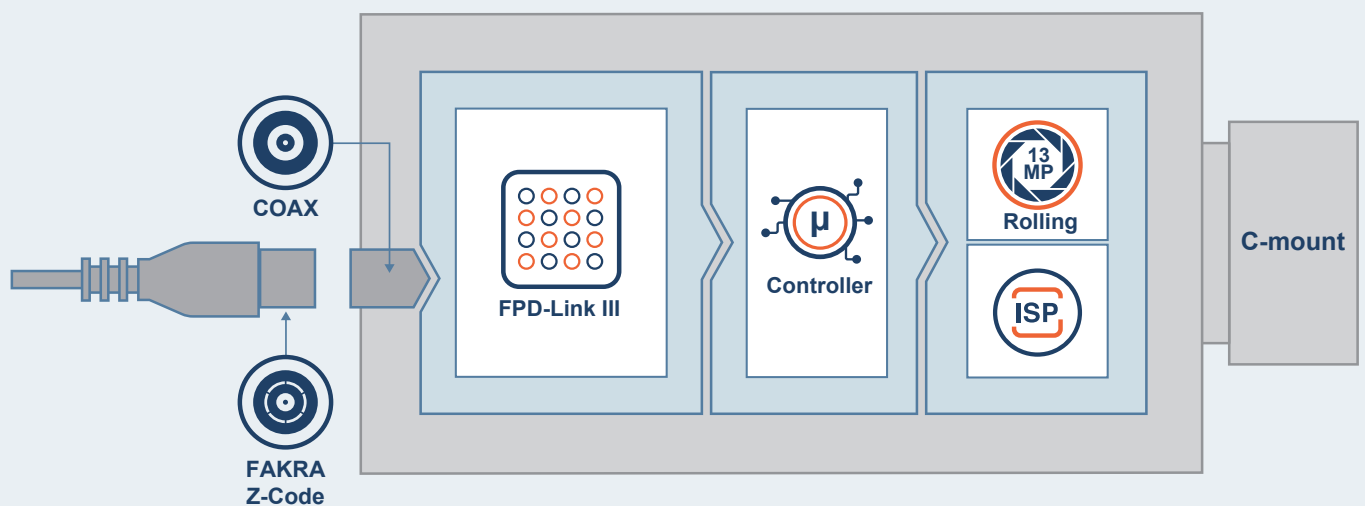 COAX
FAKRA
Z-Code
FPD-Link III
µ
Controller
13
MP
Rolling
ISP
C-mount